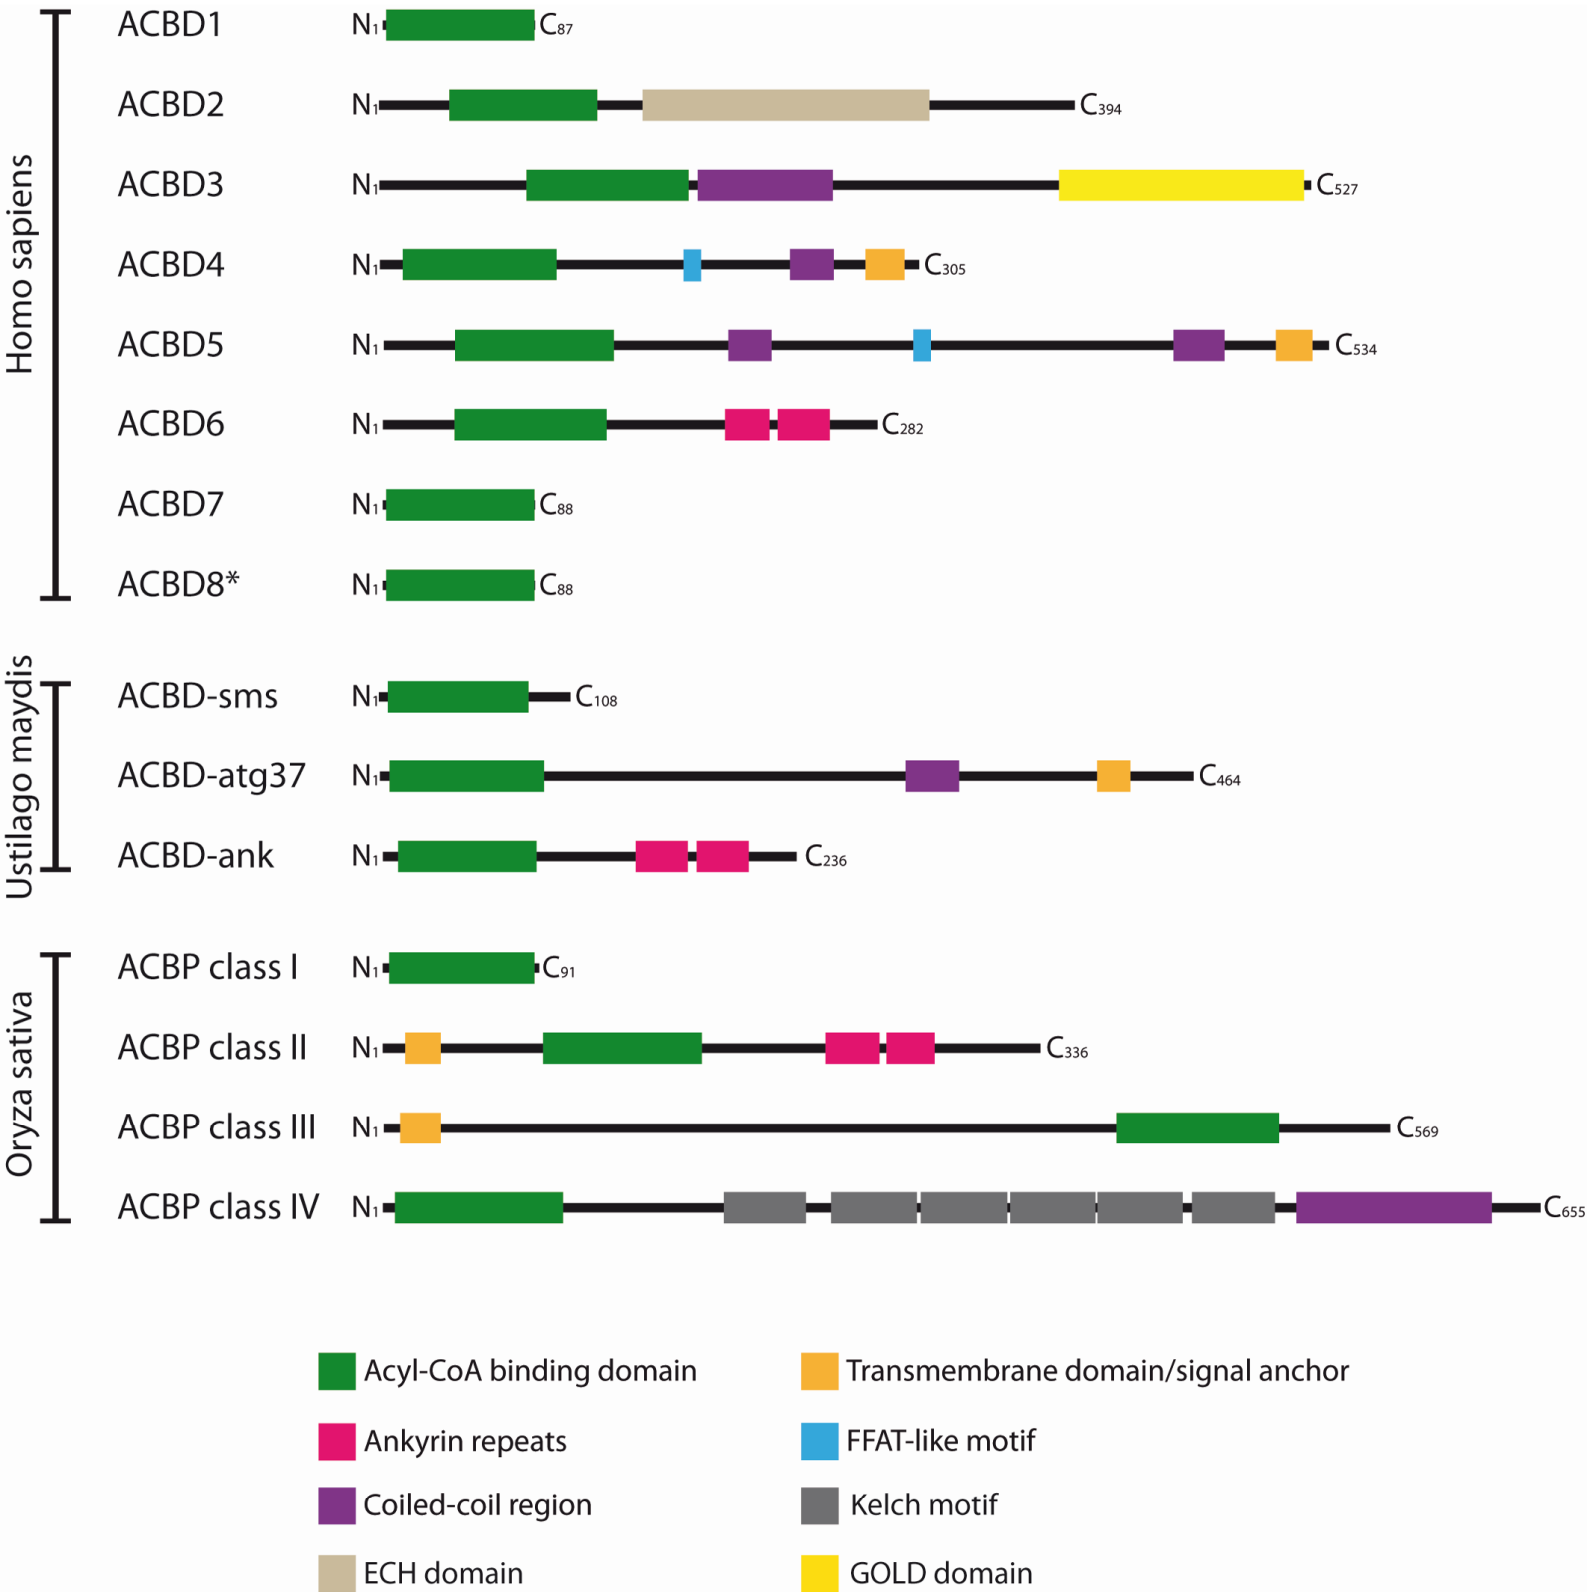 Homo sapiens
ACBD1 N1 C87
ACBD2 N1 C394
ACBD3 N1 C527
ACBD4 N1 C305
ACBD5 N1 C534
ACBD6 N1 C282
ACBD7 N1 C88
ACBD8* N1 C88
Ustilago maydis
ACBD-sms N1 C108
ACBD-atg37 N1 C464
ACBD-ank N1 C236
Oryza sativa
ACBP class I N1 C91
ACBP class II N1 C336
ACBP class III N1 C569
ACBP class IV N1 C655
Acyl-CoA binding domain
Transmembrane domain/signal anchor
Ankyrin repeats
FFAT-like motif
Coiled-coil region
Kelch motif
ECH domain
GOLD domain